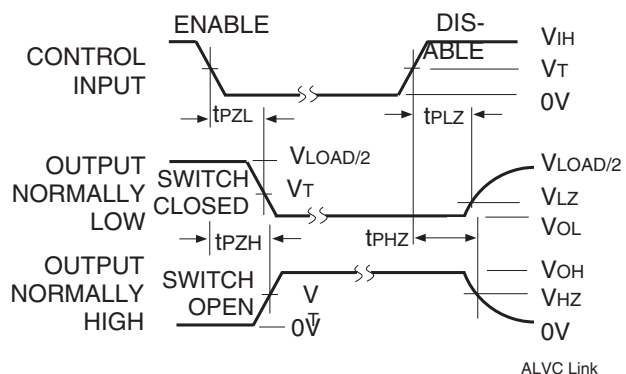 ENABLE
DIS-
ABLE
CONTROL
INPUT
VIH
VT
0V
tPZL
tPLZ
OUTPUT
NORMALLY
LOW
SWITCH
CLOSED
VLOAD/2
VT
VLOAD/2
VLZ
VOL
tPZH
tPHZ
OUTPUT
NORMALLY
HIGH
SWITCH
OPEN
VT
0V
VOH
VHZ
0V
ALVC Link